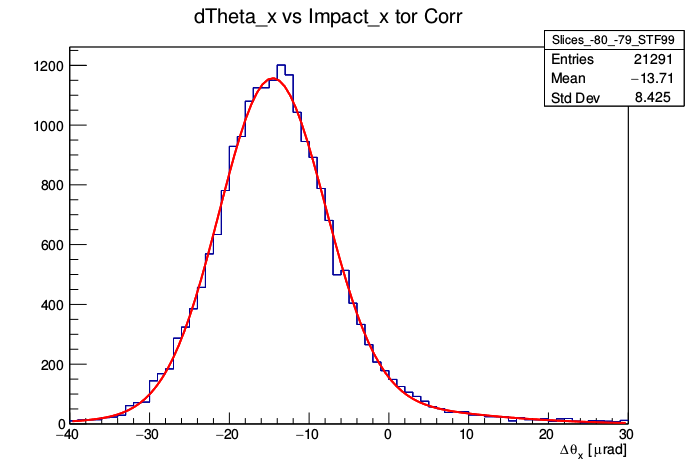 dTheta_x vs Impact_x tor Corr
Slices_-80_-79_STF99
Entries 21291
Mean −13.71
Std Dev 8.425
1200
1000
800
600
400
200
0
−40 −30 −20 −10 0 10 20 30
Δθx [μrad]